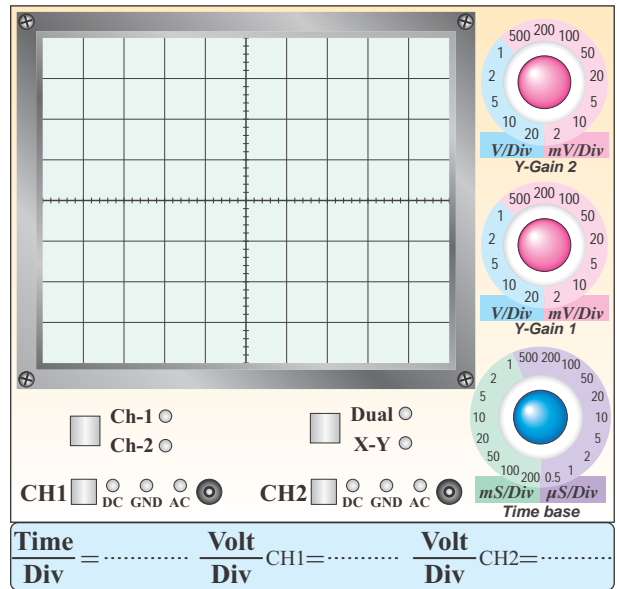 500 200 100
1 50
2 20
5 5
10 10
20 2
V/Div mV/Div
Y-Gain 2
500 200 100
1 50
2 20
5 5
10 10
20 2
V/Div mV/Div
Y-Gain 1
1 500 200 100
2 50
5 20
10 10
20 5
50 2
100 200 0.5 1
mS/Div µS/Div
Time base
Ch-1
Ch-2
Dual
X-Y
CH1 DC GND AC
CH2 DC GND AC
Time/Div = ............ Volt/Div CH1=............ Volt/Div CH2=............